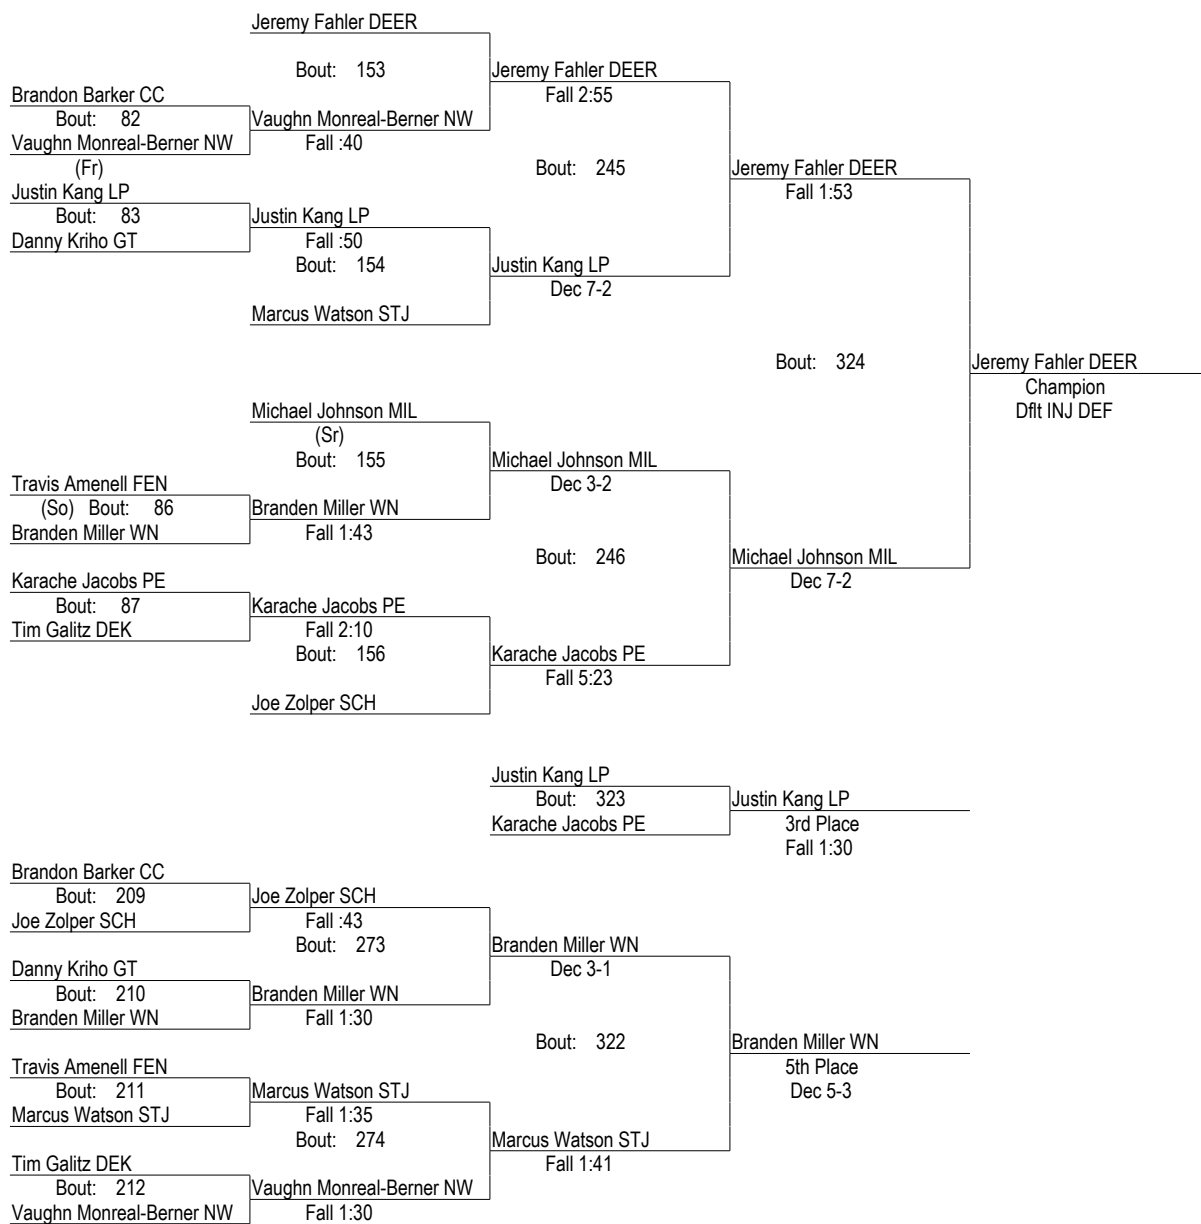 Jeremy Fahler DEER
Bout: 153
Jeremy Fahler DEER
Fall 2:55
Brandon Barker CC
Bout: 82
Vaughn Monreal-Berner NW
Vaughn Monreal-Berner NW
Fall :40
(Fr)
Bout: 245
Jeremy Fahler DEER
Fall 1:53
Justin Kang LP
Bout: 83
Justin Kang LP
Danny Kriho GT
Fall :50
Bout: 154
Justin Kang LP
Dec 7-2
Marcus Watson STJ
Bout: 324
Jeremy Fahler DEER
Champion
Dflt INJ DEF
Michael Johnson MIL
(Sr)
Bout: 155
Michael Johnson MIL
Dec 3-2
Travis Amenell FEN
(So) Bout: 86
Branden Miller WN
Branden Miller WN
Fall 1:43
Bout: 246
Michael Johnson MIL
Dec 7-2
Karache Jacobs PE
Bout: 87
Karache Jacobs PE
Tim Galitz DEK
Fall 2:10
Bout: 156
Karache Jacobs PE
Fall 5:23
Joe Zolper SCH
Justin Kang LP
Bout: 323
Justin Kang LP
Karache Jacobs PE
3rd Place
Fall 1:30
Brandon Barker CC
Bout: 209
Joe Zolper SCH
Joe Zolper SCH
Fall :43
Bout: 273
Branden Miller WN
Dec 3-1
Danny Kriho GT
Bout: 210
Branden Miller WN
Branden Miller WN
Fall 1:30
Bout: 322
Branden Miller WN
5th Place
Dec 5-3
Travis Amenell FEN
Bout: 211
Marcus Watson STJ
Marcus Watson STJ
Fall 1:35
Bout: 274
Marcus Watson STJ
Fall 1:41
Tim Galitz DEK
Bout: 212
Vaughn Monreal-Berner NW
Vaughn Monreal-Berner NW
Fall 1:30